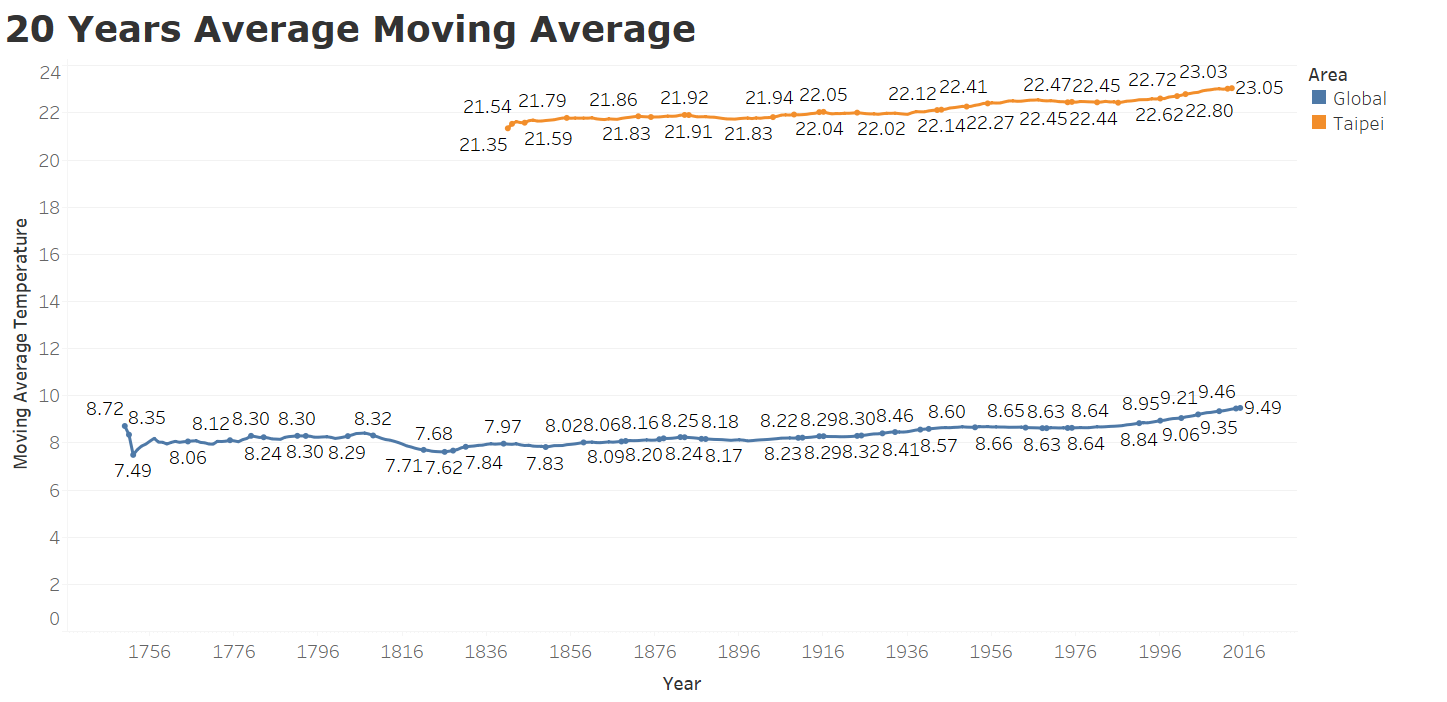 20 Years Average Moving Average
Area
Global
Taipei
Moving Average Temperature
24
22
20
18
16
14
12
10
8
6
4
2
0
21.54 21.79 21.86 21.92 21.94 22.05 22.12 22.41 22.47 22.45 22.72 23.03 23.05
21.35 21.59 21.83 21.91 21.83 22.04 22.02 22.14 22.27 22.45 22.44 22.62 22.80
8.72 8.35 8.12 8.30 8.30 8.32 7.68 7.97 8.02 8.06 8.16 8.25 8.18 8.22 8.29 8.30 8.46 8.60 8.65 8.63 8.64 8.95 9.21 9.46 9.49
7.49 8.06 8.24 8.30 8.29 7.71 7.62 7.84 7.83 8.09 8.20 8.24 8.17 8.23 8.29 8.32 8.41 8.57 8.66 8.63 8.64 8.84 9.06 9.35
1756 1776 1796 1816 1836 1856 1876 1896 1916 1936 1956 1976 1996 2016
Year